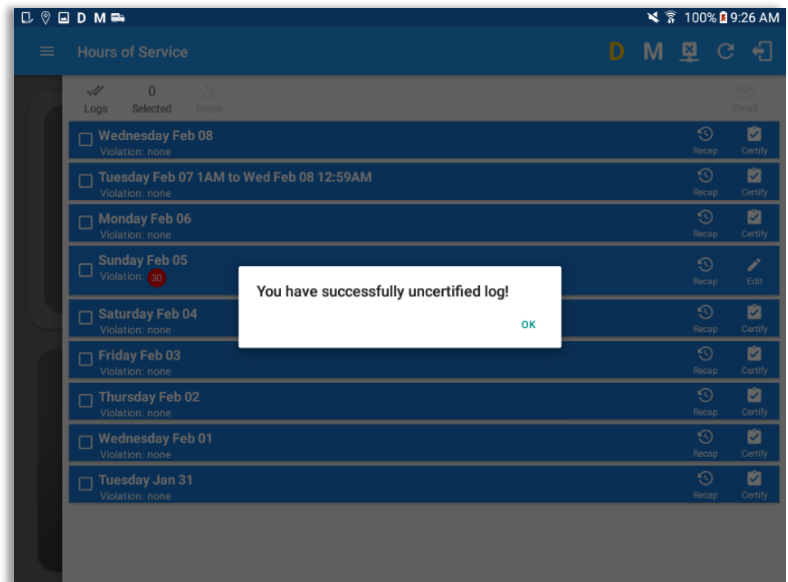 D M 100% 9:26 AM
Hours of Service D M
0
Logs Selected Reset Email
Wednesday Feb 08
Violation: none Recap Certify
Tuesday Feb 07 1AM to Wed Feb 08 12:59AM
Violation: none Recap Certify
Monday Feb 06
Violation: none Recap Certify
Sunday Feb 05
Violation: 30 Recap Edit
You have successfully uncertified log!
OK
Saturday Feb 04
Violation: none Recap Certify
Friday Feb 03
Violation: none Recap Certify
Thursday Feb 02
Violation: none Recap Certify
Wednesday Feb 01
Violation: none Recap Certify
Tuesday Jan 31
Violation: none Recap Certify